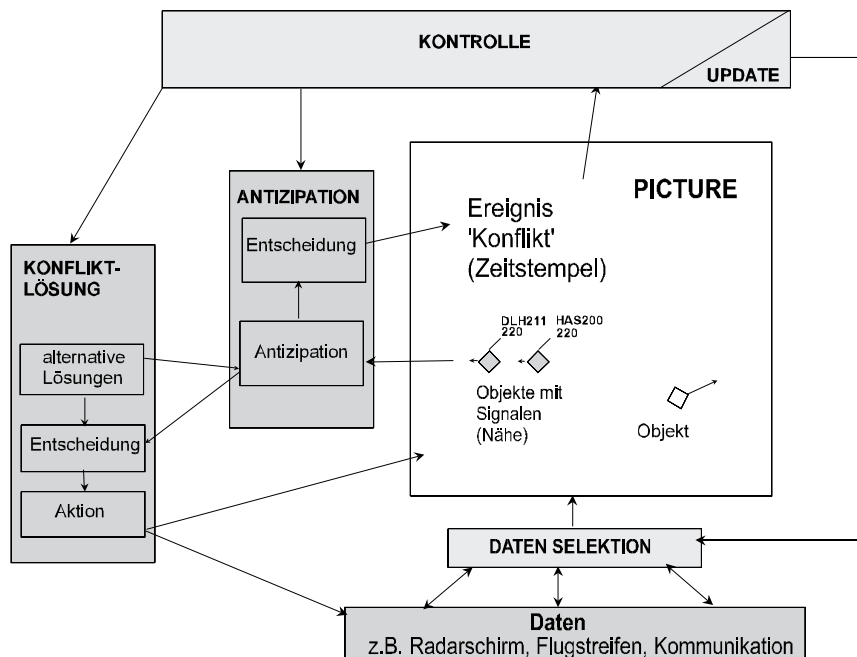 KONTROLLE
UPDATE
PICTURE
ANTIZIPATION
Entscheidung
Antizipation
Ereignis
'Konflikt'
(Zeitstempel)
KONFLIKT-
LÖSUNG
alternative
Lösungen
Entscheidung
Aktion
DLH211 HAS200
220 220
Objekte mit
Signalen
(Nähe)
Objekt
DATEN SELEKTION
Daten
z.B. Radarschirm, Flugstreifen, Kommunikation